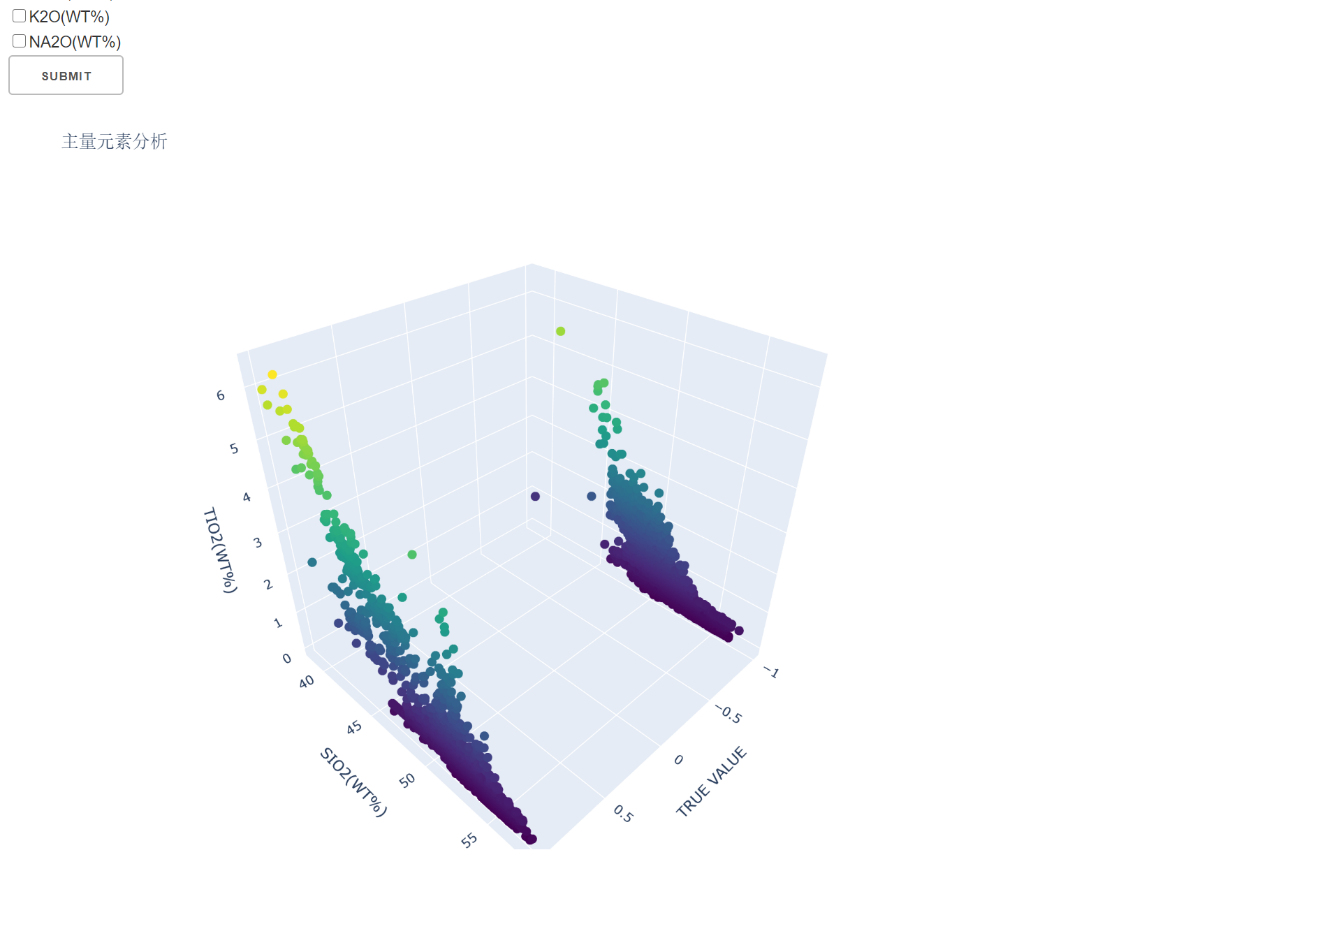 K2O(WT%)
NA2O(WT%)
SUBMIT
主量元素分析
6
5
4
3
2
1
0
TIO2(WT%)
40
45
50
55
SIO2(WT%)
−1
−0.5
0
0.5
TRUE VALUE